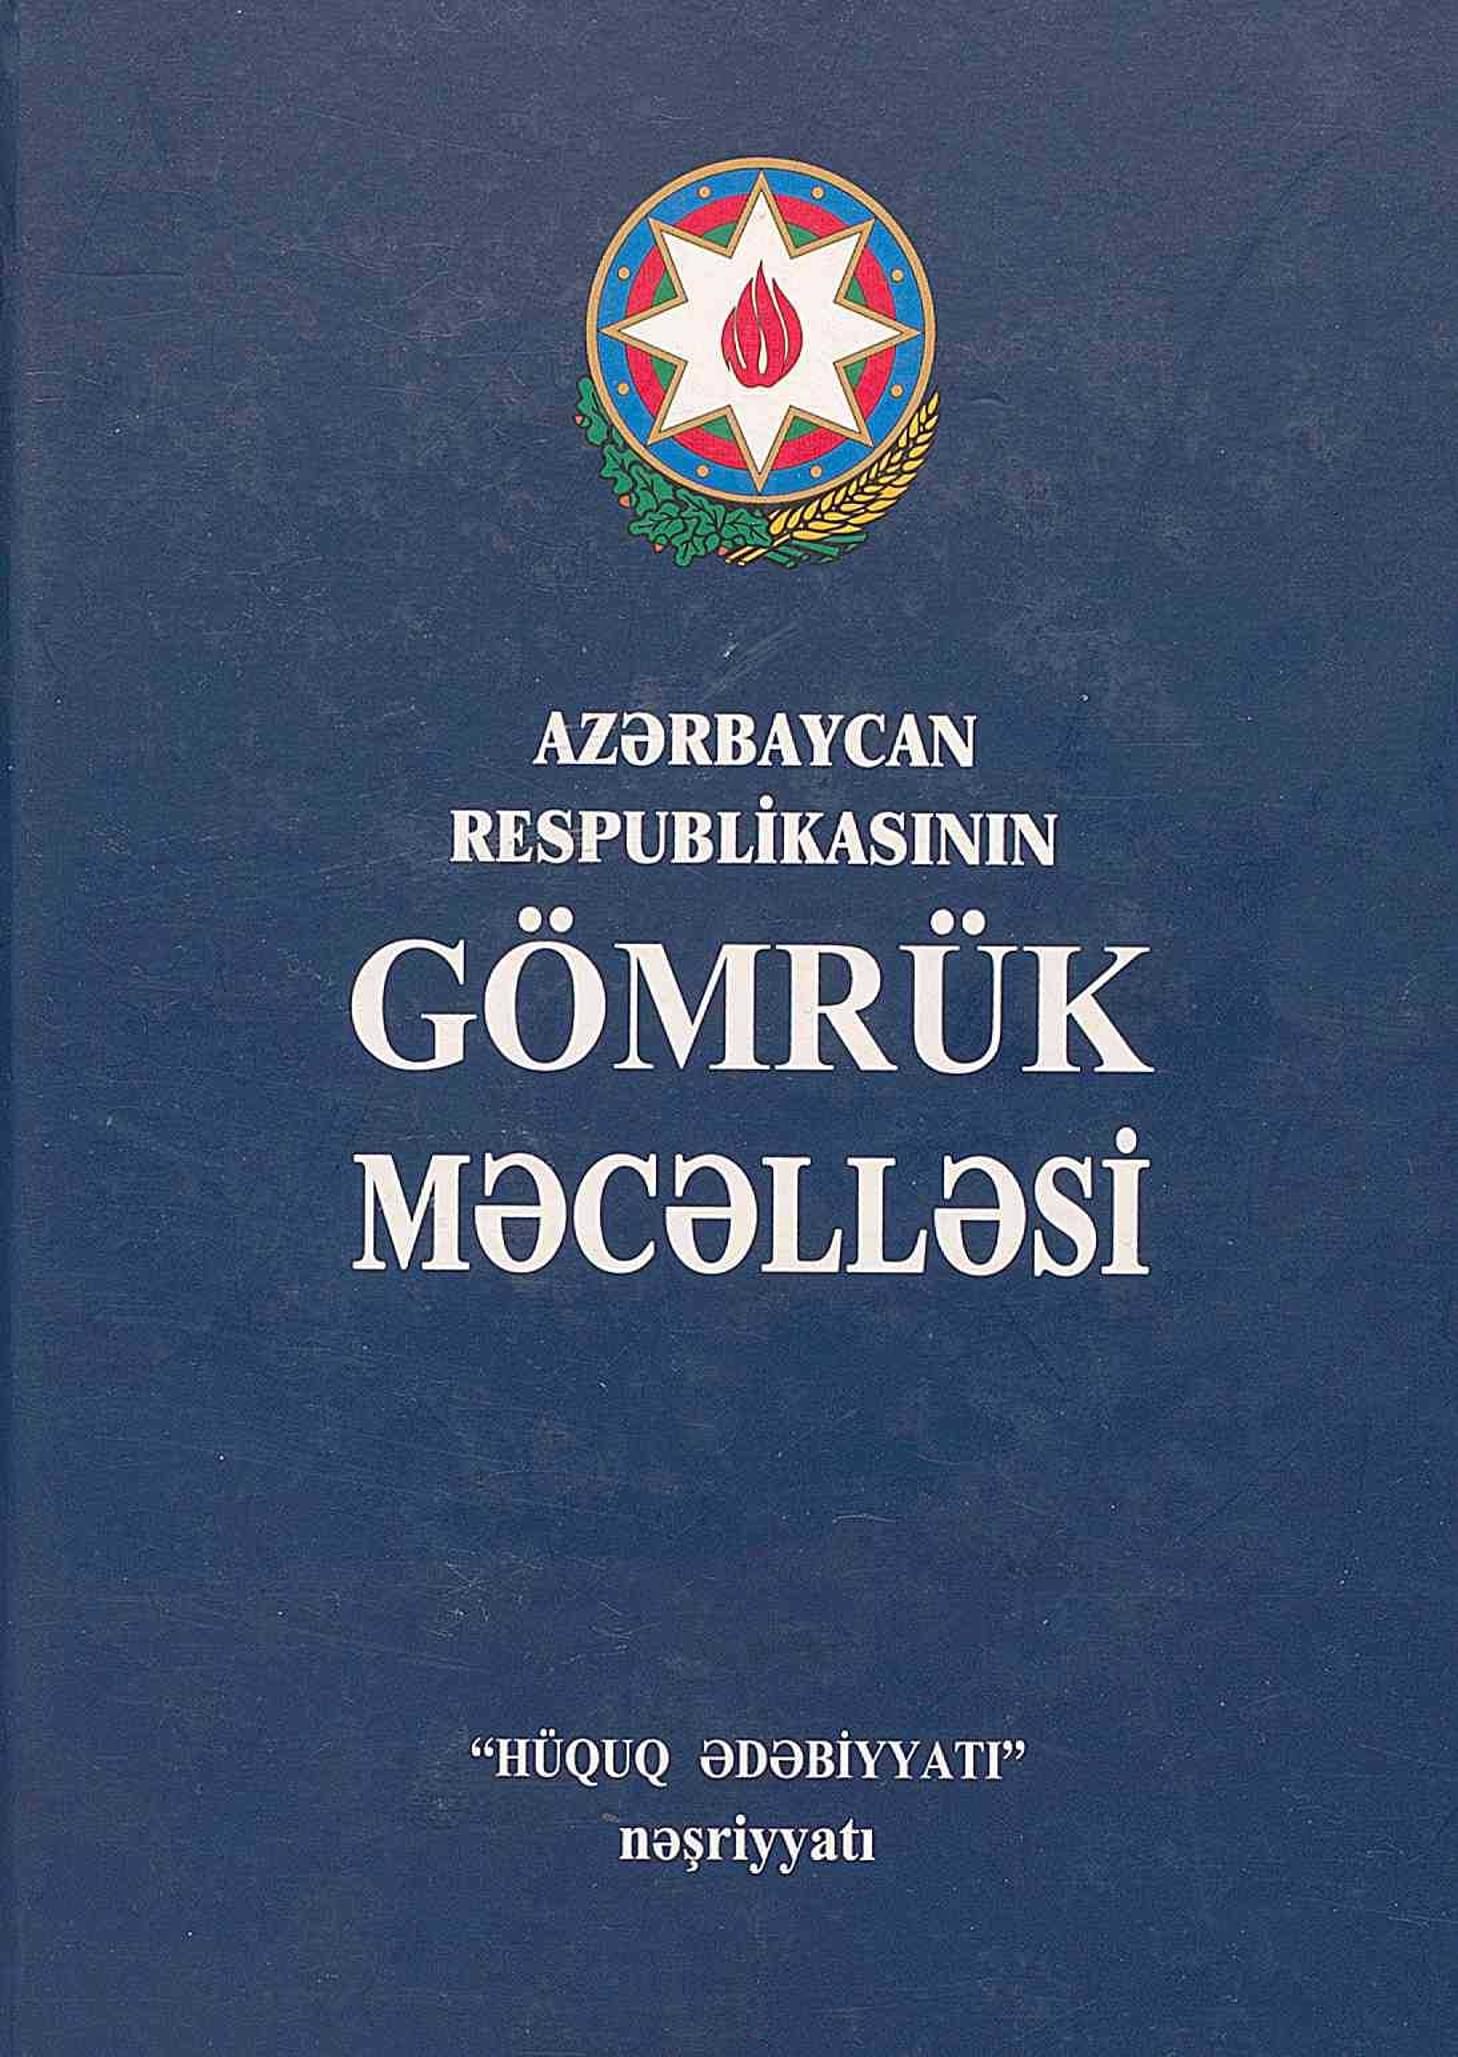 AZƏRBAYCAN
RESPUBLİKASININ
GÖMRÜK
MƏCƏLLƏSİ
“HÜQUQ ƏDƏBİYYATI”
nəşriyyatı